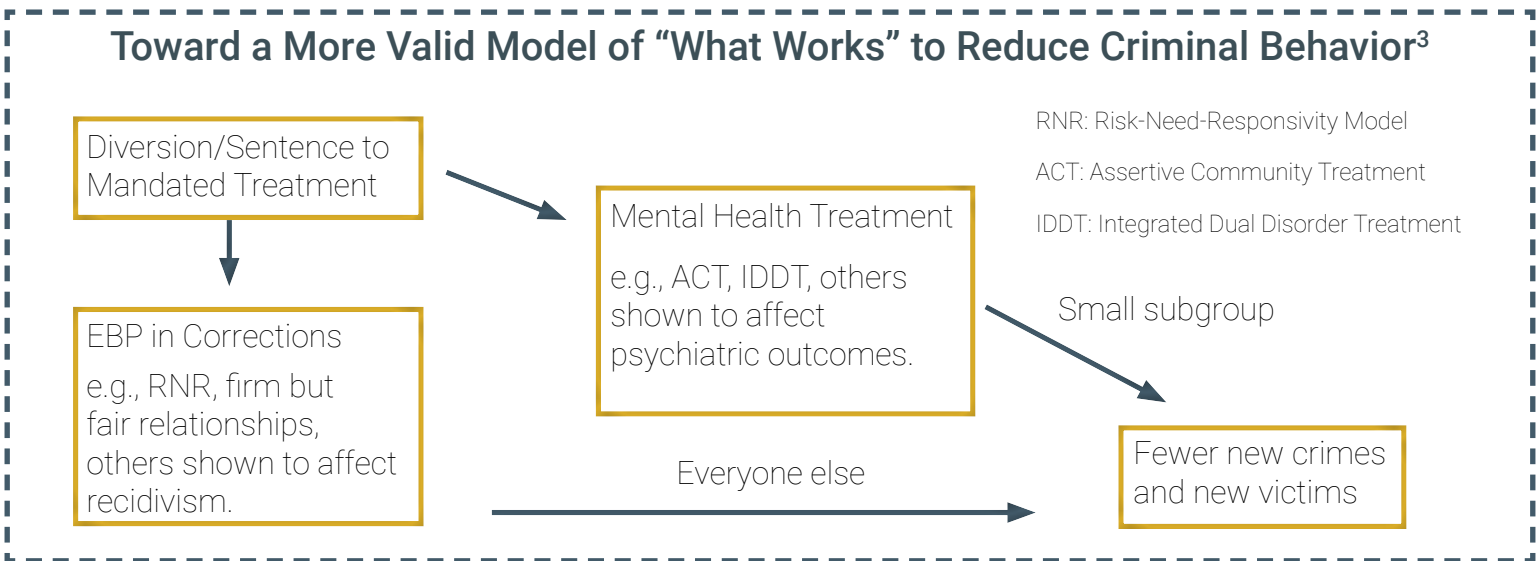 Toward a More Valid Model of “What Works” to Reduce Criminal Behavior³
Diversion/Sentence to
Mandated Treatment
RNR: Risk-Need-Responsivity Model
ACT: Assertive Community Treatment
IDDT: Integrated Dual Disorder Treatment
Mental Health Treatment
e.g., ACT, IDDT, others
shown to affect
psychiatric outcomes.
Small subgroup
EBP in Corrections
e.g., RNR, firm but
fair relationships,
others shown to affect
recidivism.
Everyone else
Fewer new crimes
and new victims